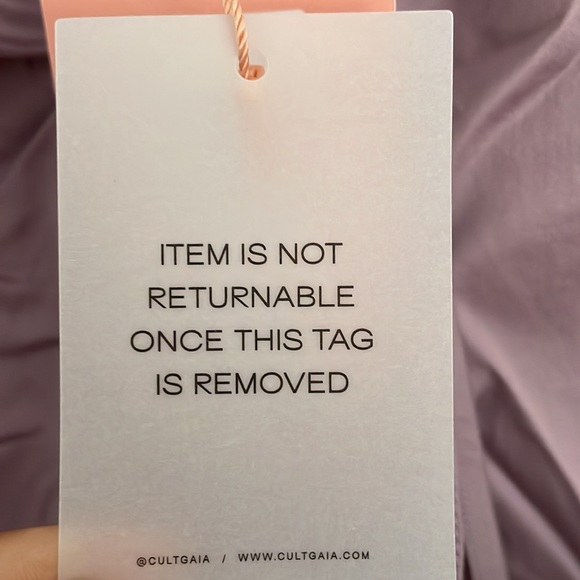 ITEM IS NOT
RETURNABLE
ONCE THIS TAG
IS REMOVED
@CULTGAIA / WWW.CULTGAIA.COM